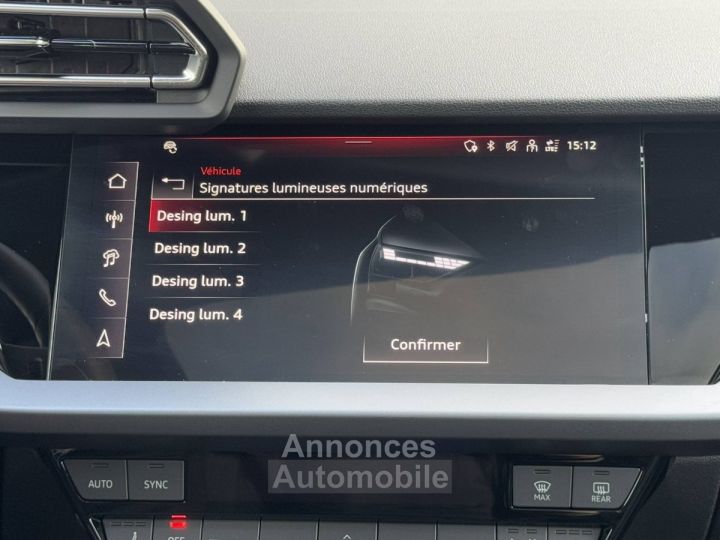 15:12
Véhicule
Signatures lumineuses numériques
Desing lum. 1
Desing lum. 2
Desing lum. 3
Desing lum. 4
Confirmer
Annonces
Automobile
AUTO
SYNC
MAX
REAR
OFF